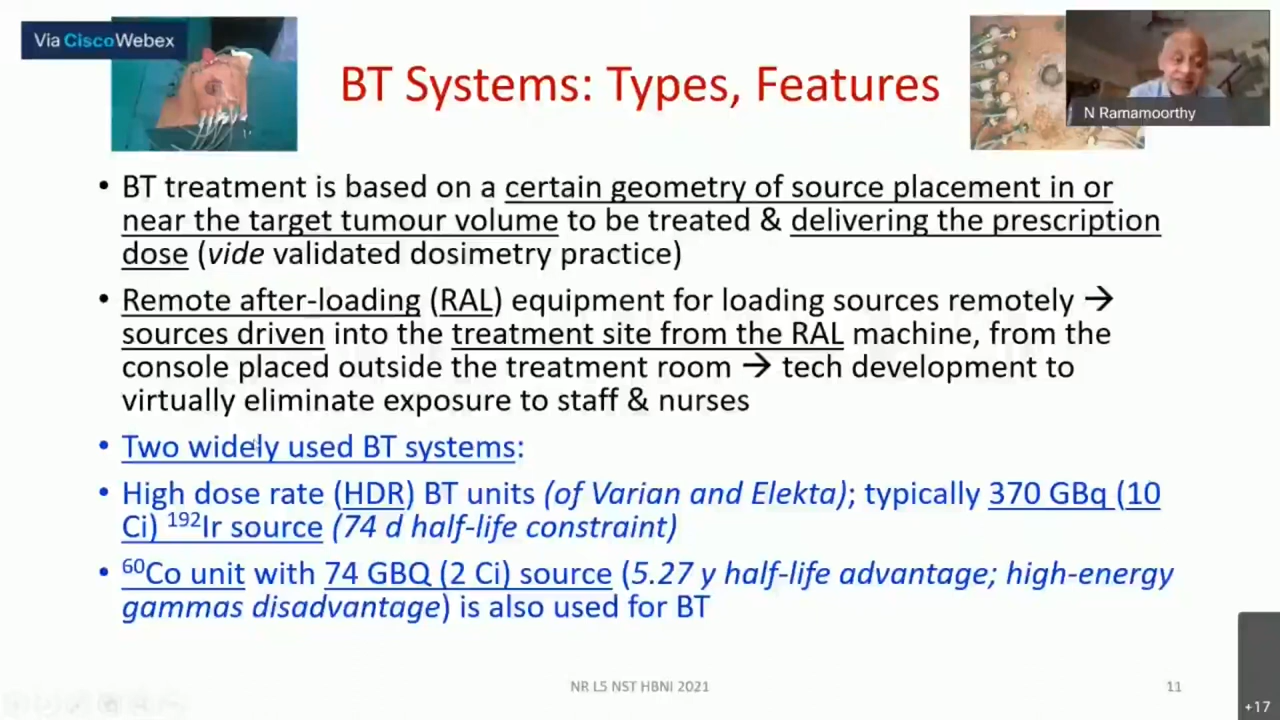 Via CiscoWebex
BT Systems: Types, Features
N Ramamoorthy
• BT treatment is based on a certain geometry of source placement in or
near the target tumour volume to be treated & delivering the prescription
dose (vide validated dosimetry practice)
• Remote after-loading (RAL) equipment for loading sources remotely →
sources driven into the treatment site from the RAL machine, from the
console placed outside the treatment room → tech development to
virtually eliminate exposure to staff & nurses
• Two widely used BT systems:
• High dose rate (HDR) BT units (of Varian and Elekta); typically 370 GBq (10
Ci) ¹⁹²Ir source (74 d half-life constraint)
• ⁶⁰Co unit with 74 GBQ (2 Ci) source (5.27 y half-life advantage; high-energy
gammas disadvantage) is also used for BT
NR L5 NST HBNI 2021
11
+17